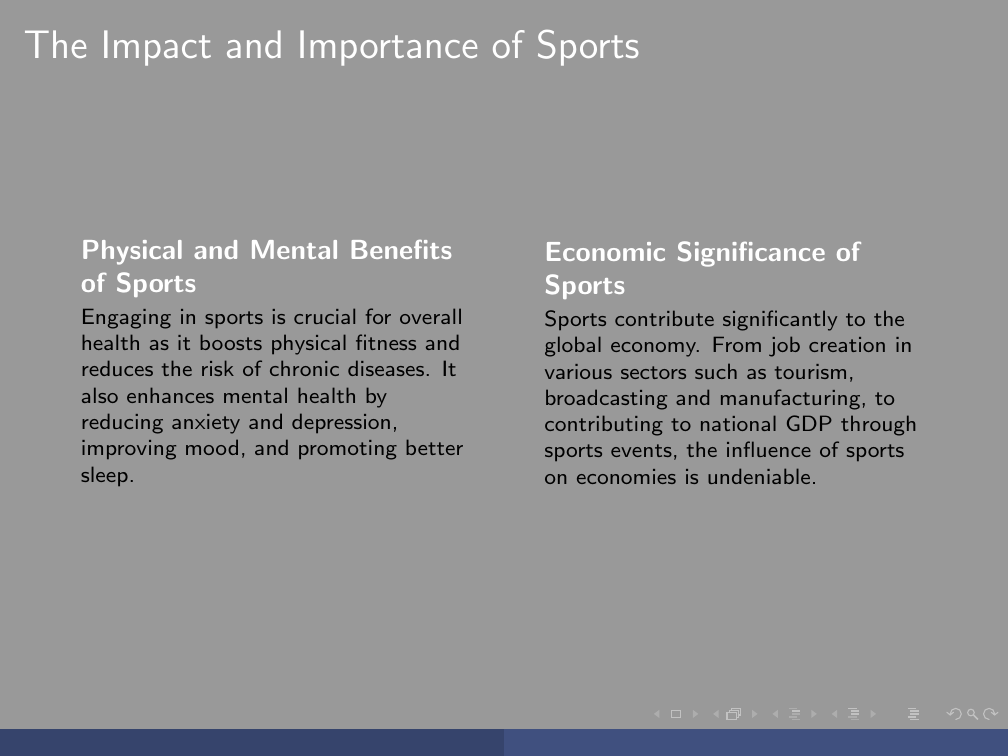 The Impact and Importance of Sports
Physical and Mental Benefits
of Sports
Engaging in sports is crucial for overall
health as it boosts physical fitness and
reduces the risk of chronic diseases. It
also enhances mental health by
reducing anxiety and depression,
improving mood, and promoting better
sleep.
Economic Significance of
Sports
Sports contribute significantly to the
global economy. From job creation in
various sectors such as tourism,
broadcasting and manufacturing, to
contributing to national GDP through
sports events, the influence of sports
on economies is undeniable.